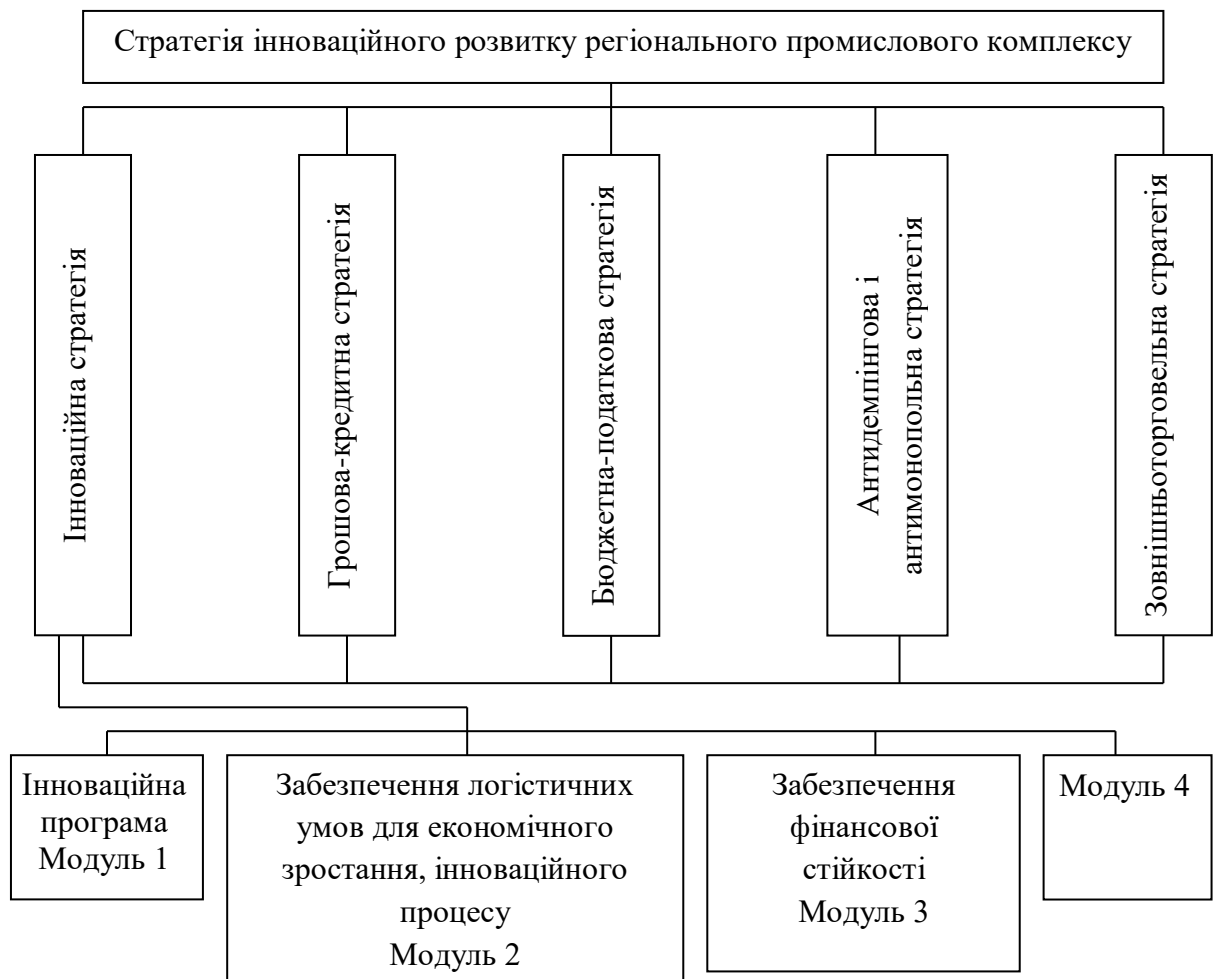 Стратегія інноваційного розвитку регіонального промислового комплексу
Інноваційна стратегія
Грошова-кредитна стратегія
Бюджетна-податкова стратегія
Антидемпінгова і
антимонопольна стратегія
Зовнішньоторговельна стратегія
Інноваційна
програма
Модуль 1
Забезпечення логістичних
умов для економічного
зростання, інноваційного
процесу
Модуль 2
Забезпечення
фінансової
стійкості
Модуль 3
Модуль 4